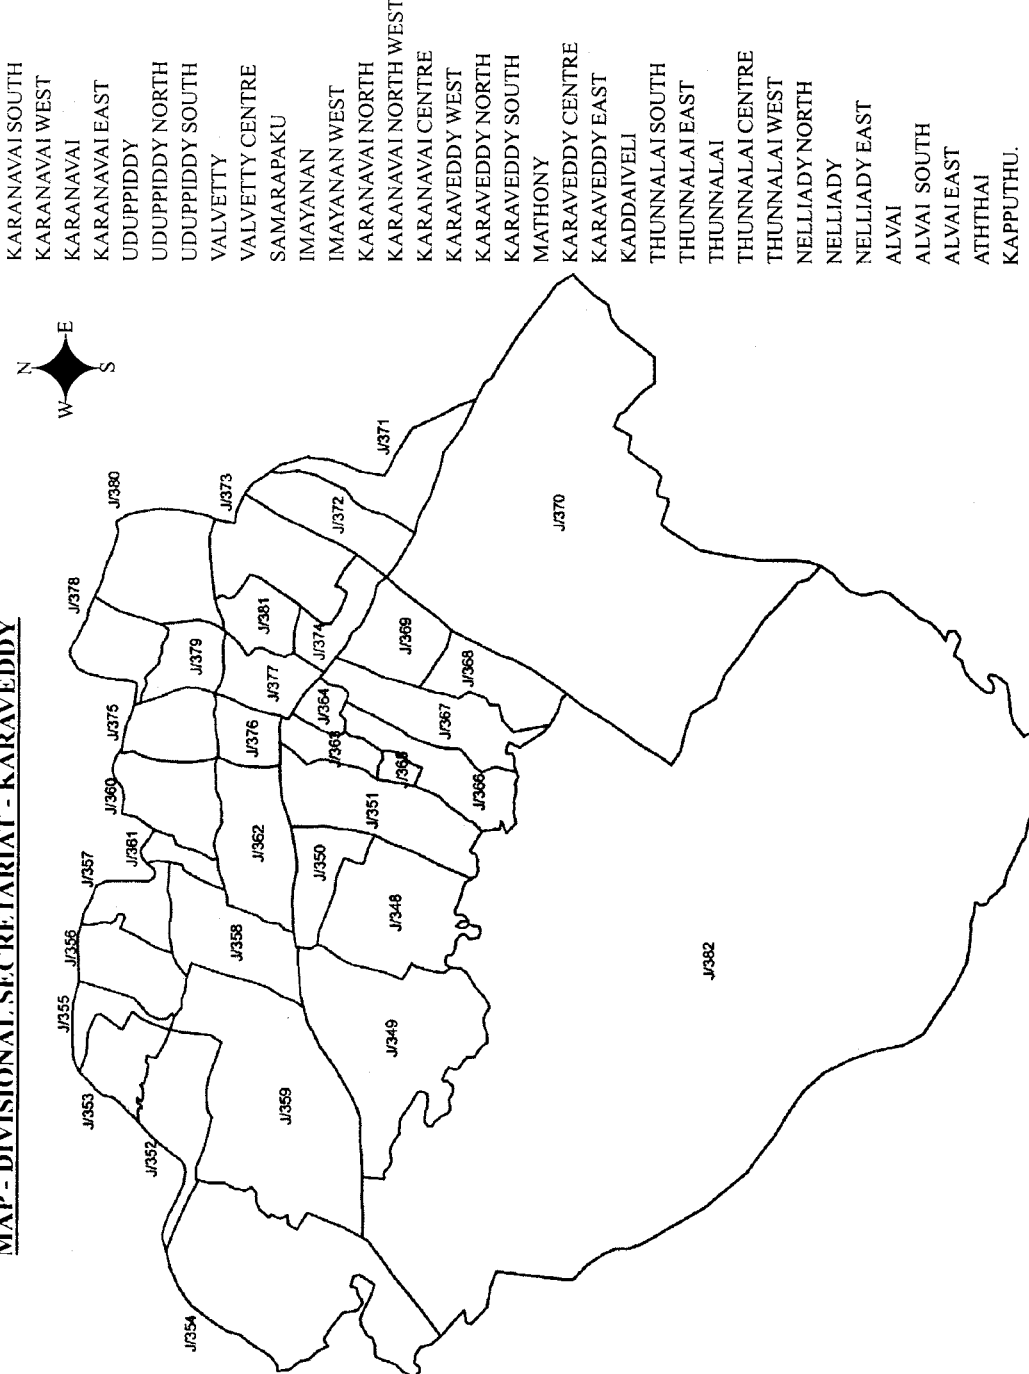 MAP - DIVISIONAL SECRETARIAT - KARAVEDDY
N
W
E
S
KARANAVAI SOUTH
KARANAVAI WEST
KARANAVAI
KARANAVAI EAST
UDUPPIDDY
UDUPPIDDY NORTH
UDUPPIDDY SOUTH
VALVETTY
VALVETTY CENTRE
SAMARAPAKU
IMAYANAN
IMAYANAN WEST
KARANAVAI NORTH
KARANAVAI NORTH WEST
KARANAVAI CENTRE
KARAVEDDY WEST
KARAVEDDY NORTH
KARAVEDDY SOUTH
MATHONY
KARAVEDDY CENTRE
KARAVEDDY EAST
KADDAIVELI
THUNNALAI SOUTH
THUNNALAI EAST
THUNNALAI
THUNNALAI CENTRE
THUNNALAI WEST
NELLIADY NORTH
NELLIADY
NELLIADY EAST
ALVAI
ALVAI SOUTH
ALVAI EAST
ATHTHAI
KAPPUTHU.
J/354
J/352
J/353
J/355
J/356
J/357
J/361
J/360
J/375
J/378
J/380
J/373
J/371
J/372
J/379
J/381
J/377
J/374
J/376
J/362
J/358
J/359
J/364
J/363
J/369
J/368
J/367
J/366
J/351
J/350
J/348
J/349
J/370
J/382